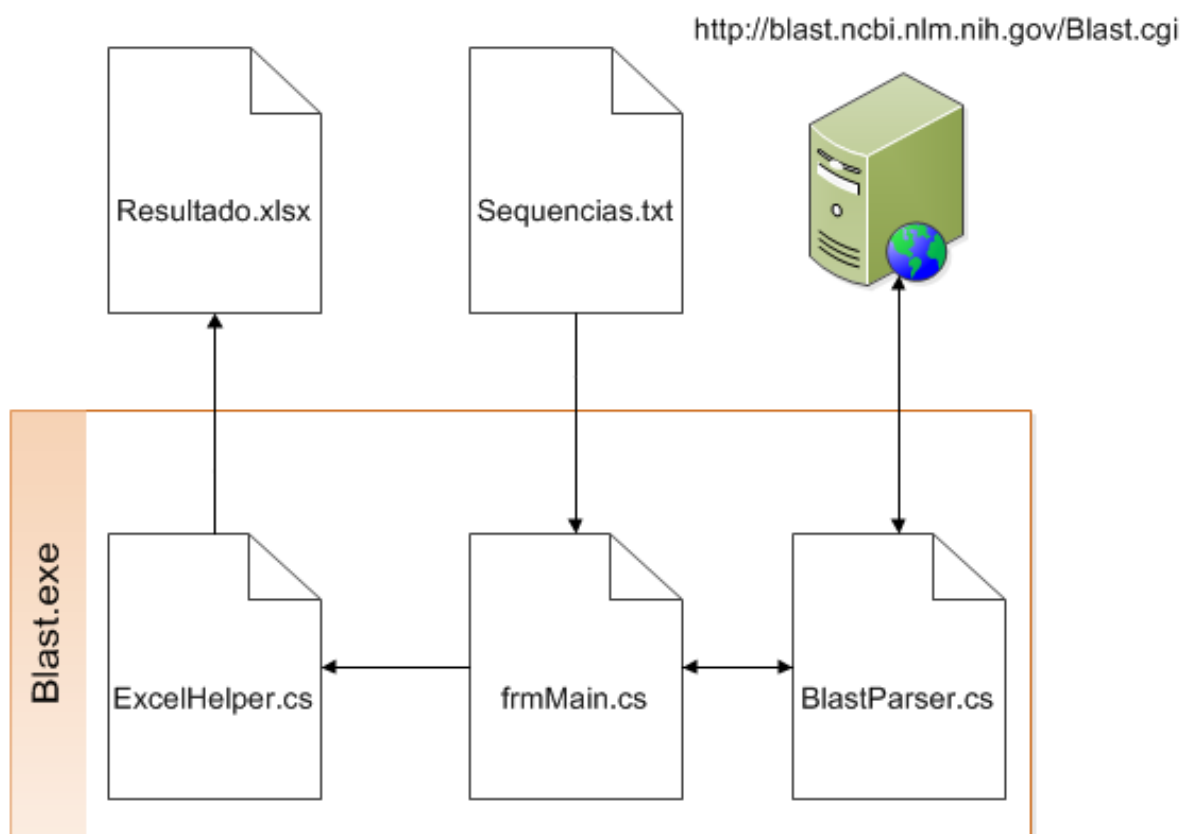 http://blast.ncbi.nlm.nih.gov/Blast.cgi
Resultado.xlsx
Sequencias.txt
Blast.exe
ExcelHelper.cs
frmMain.cs
BlastParser.cs